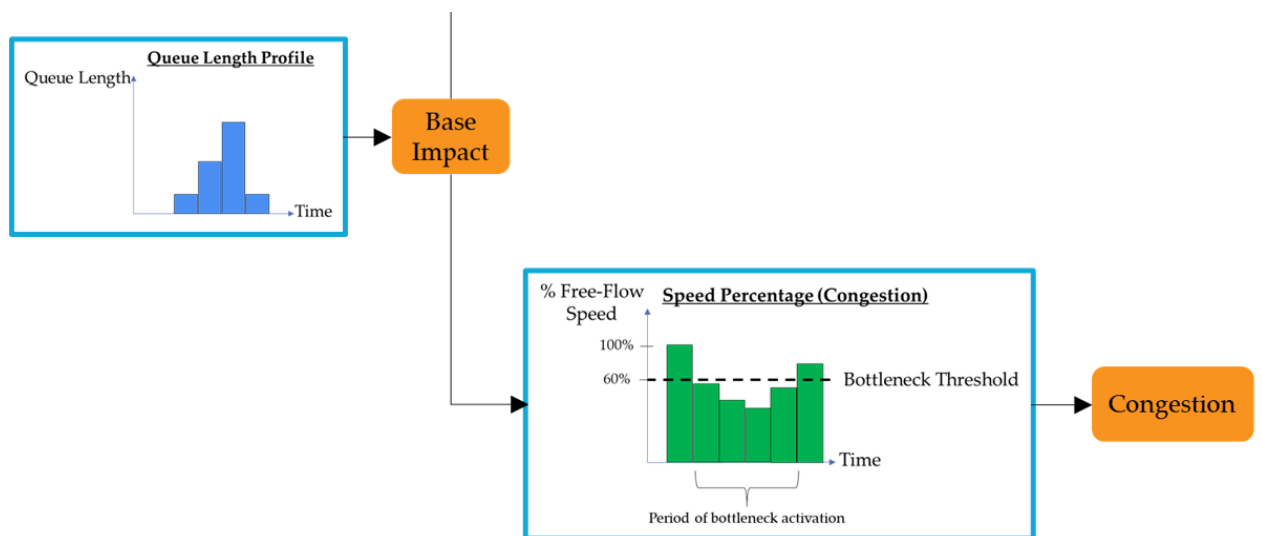 Queue Length Profile
Queue Length
Time
Base
Impact
% Free-Flow
Speed
Speed Percentage (Congestion)
100%
60%
Bottleneck Threshold
Time
Period of bottleneck activation
Congestion